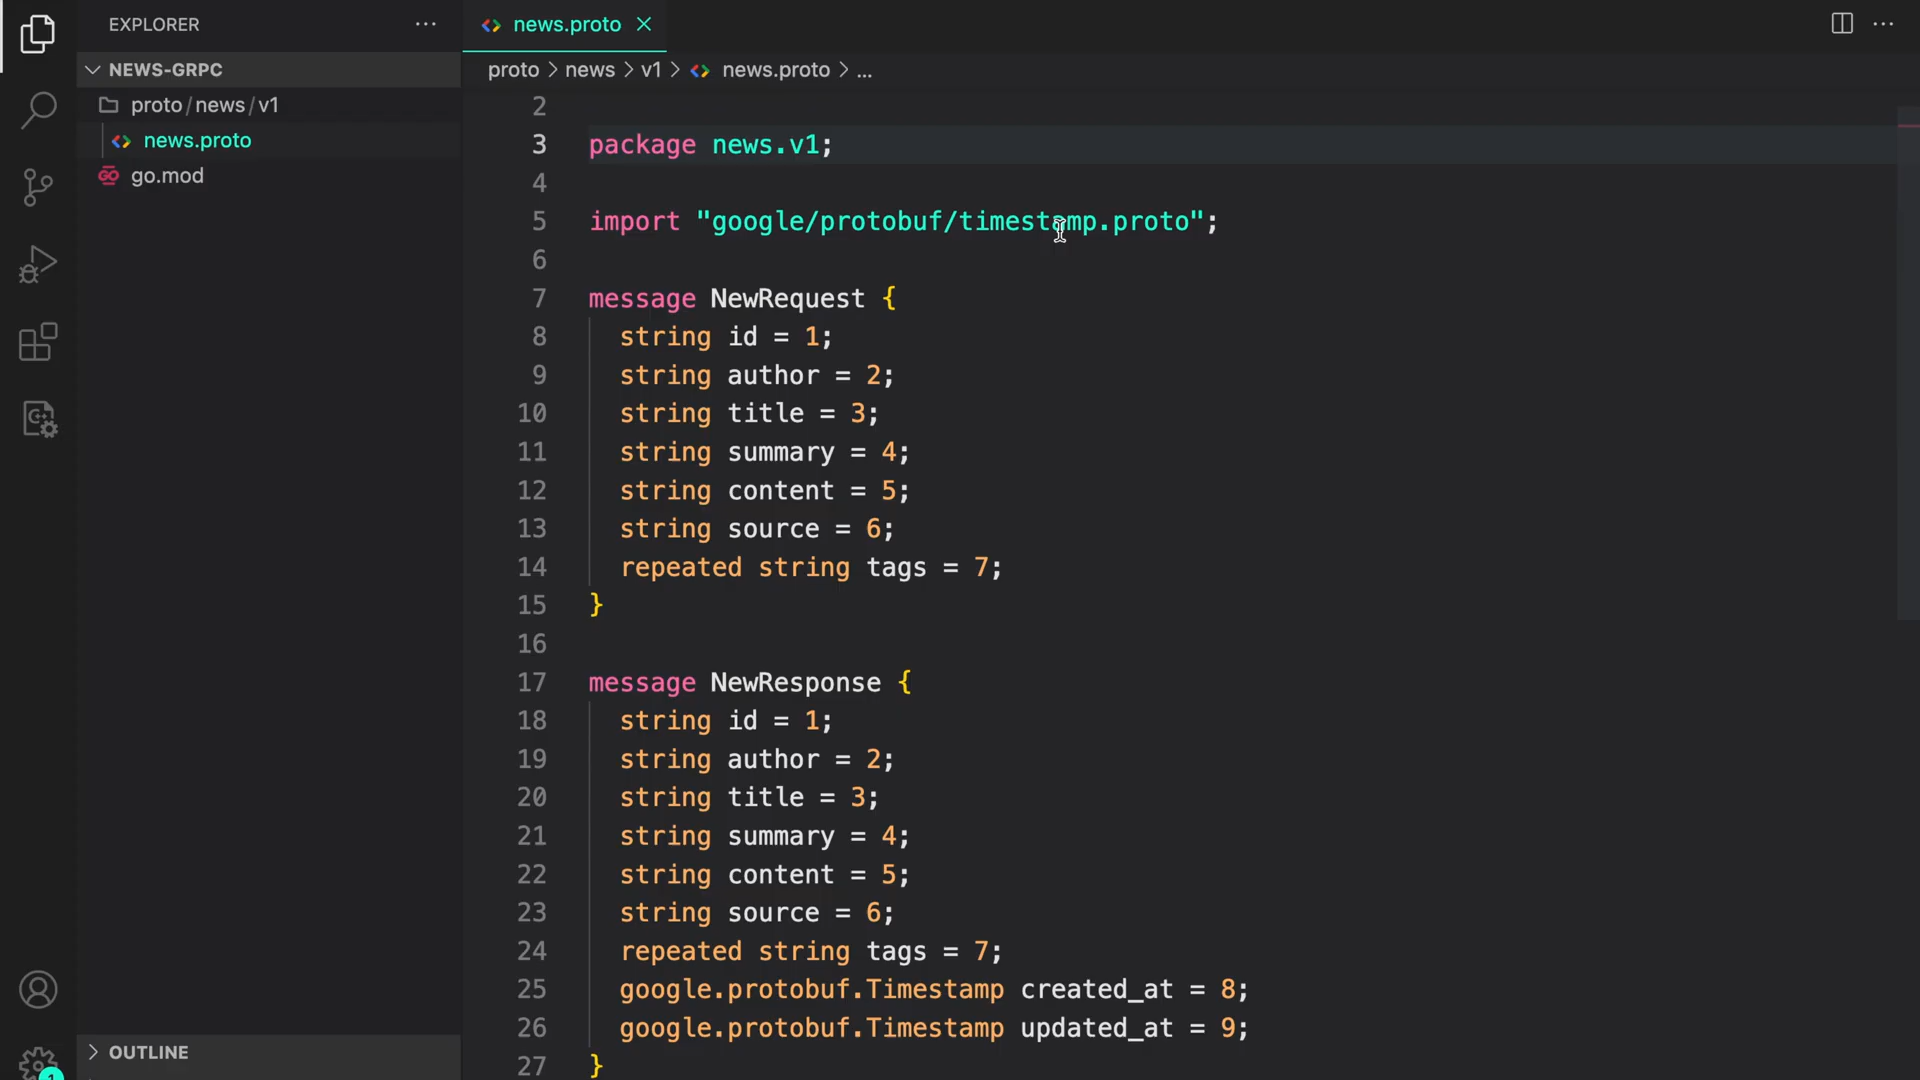 EXPLORER
NEWS-GRPC
proto/news/v1
news.proto
go.mod
OUTLINE
1
news.proto
proto > news > v1 > news.proto > ...
2
3 package news.v1;
4
5 import "google/protobuf/timestamp.proto";
6
7 message NewRequest {
8 string id = 1;
9 string author = 2;
10 string title = 3;
11 string summary = 4;
12 string content = 5;
13 string source = 6;
14 repeated string tags = 7;
15 }
16
17 message NewResponse {
18 string id = 1;
19 string author = 2;
20 string title = 3;
21 string summary = 4;
22 string content = 5;
23 string source = 6;
24 repeated string tags = 7;
25 google.protobuf.Timestamp created_at = 8;
26 google.protobuf.Timestamp updated_at = 9;
27 }